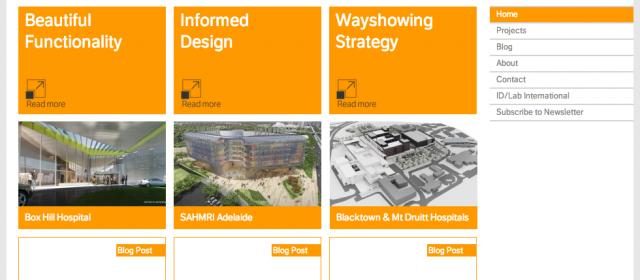 Beautiful
Functionality
Read more
Informed
Design
Read more
Wayshowing
Strategy
Read more
Home
Projects
Blog
About
Contact
ID/Lab International
Subscribe to Newsletter
Box Hill Hospital
SAHMRI Adelaide
Blacktown & Mt Druitt Hospitals
Blog Post
Blog Post
Blog Post